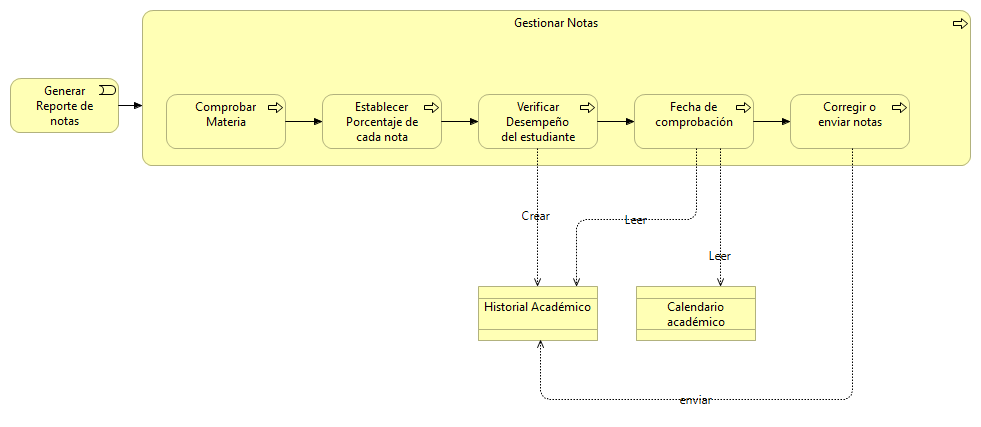 Gestionar Notas
Generar
Reporte de
notas
Comprobar
Materia
Establecer
Porcentaje de
cada nota
Verificar
Desempeño
del estudiante
Fecha de
comprobación
Corregir o
enviar notas
Crear
Leer
Leer
Historial Académico
Calendario
académico
enviar